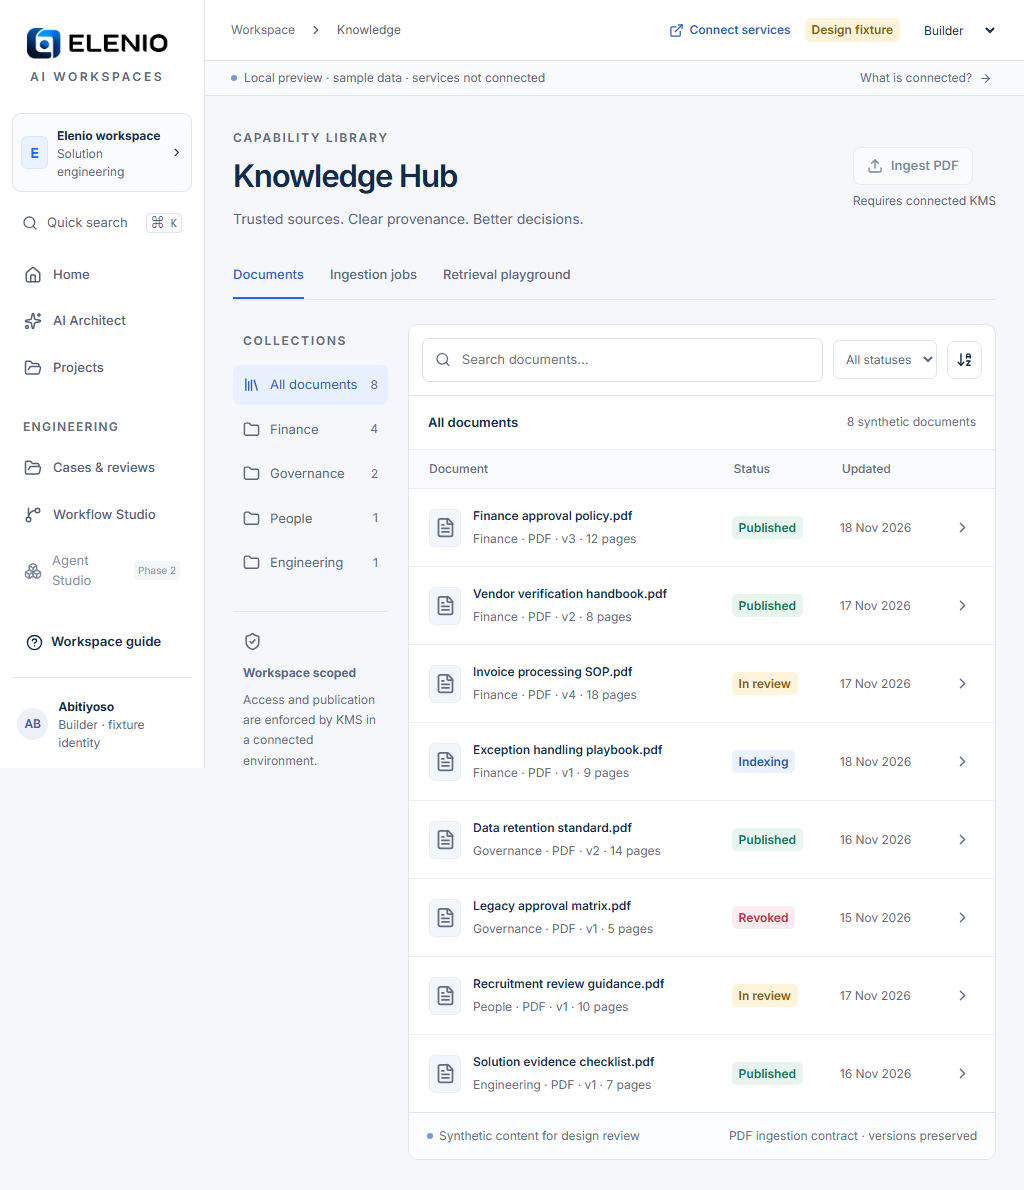 ELENIO
AI WORKSPACES
E
Elenio workspace
Solution
engineering
Quick search
⌘ K
Home
AI Architect
Projects
ENGINEERING
Cases & reviews
Workflow Studio
Agent
Studio
Phase 2
Workspace guide
AB
Abitiyoso
Builder · fixture
identity
Workspace
Knowledge
Connect services
Design fixture
Builder
Local preview · sample data · services not connected
What is connected?
CAPABILITY LIBRARY
Knowledge Hub
Trusted sources. Clear provenance. Better decisions.
Ingest PDF
Requires connected KMS
Documents
Ingestion jobs
Retrieval playground
COLLECTIONS
All documents 8
Finance 4
Governance 2
People 1
Engineering 1
Workspace scoped
Access and publication
are enforced by KMS in
a connected
environment.
Search documents...
All statuses
All documents
8 synthetic documents
Document Status Updated
Finance approval policy.pdf
Finance · PDF · v3 · 12 pages
Published
18 Nov 2026
Vendor verification handbook.pdf
Finance · PDF · v2 · 8 pages
Published
17 Nov 2026
Invoice processing SOP.pdf
Finance · PDF · v4 · 18 pages
In review
17 Nov 2026
Exception handling playbook.pdf
Finance · PDF · v1 · 9 pages
Indexing
18 Nov 2026
Data retention standard.pdf
Governance · PDF · v2 · 14 pages
Published
16 Nov 2026
Legacy approval matrix.pdf
Governance · PDF · v1 · 5 pages
Revoked
15 Nov 2026
Recruitment review guidance.pdf
People · PDF · v1 · 10 pages
In review
17 Nov 2026
Solution evidence checklist.pdf
Engineering · PDF · v1 · 7 pages
Published
16 Nov 2026
Synthetic content for design review
PDF ingestion contract · versions preserved